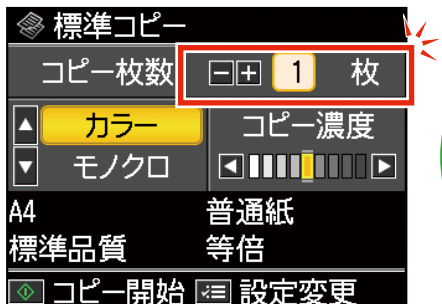 標準コピー
コピー枚数 －＋ 1 枚
カラー コピー濃度
モノクロ
A4 普通紙
標準品質 等倍
コピー開始 設定変更